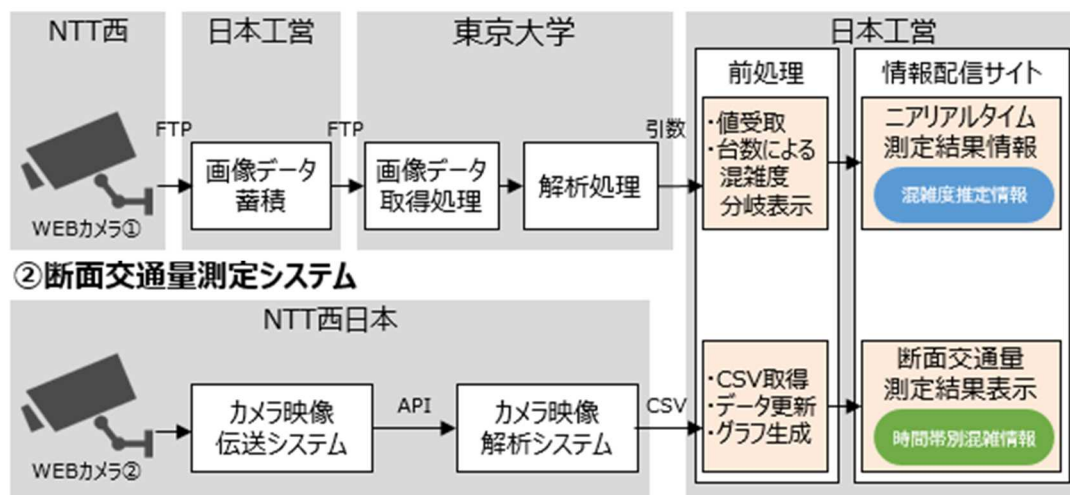 NTT西
日本工営
東京大学
日本工営
前処理
情報配信サイト
WEBカメラ①
FTP
画像データ
蓄積
FTP
画像データ
取得処理
解析処理
引数
・値受取
・台数による
混雑度
分岐表示
ニアリアルタイム
測定結果情報
混雑度推定情報
②断面交通量測定システム
NTT西日本
WEBカメラ②
カメラ映像
伝送システム
API
カメラ映像
解析システム
CSV
・CSV取得
・データ更新
・グラフ生成
断面交通量
測定結果表示
時間帯別混雑情報